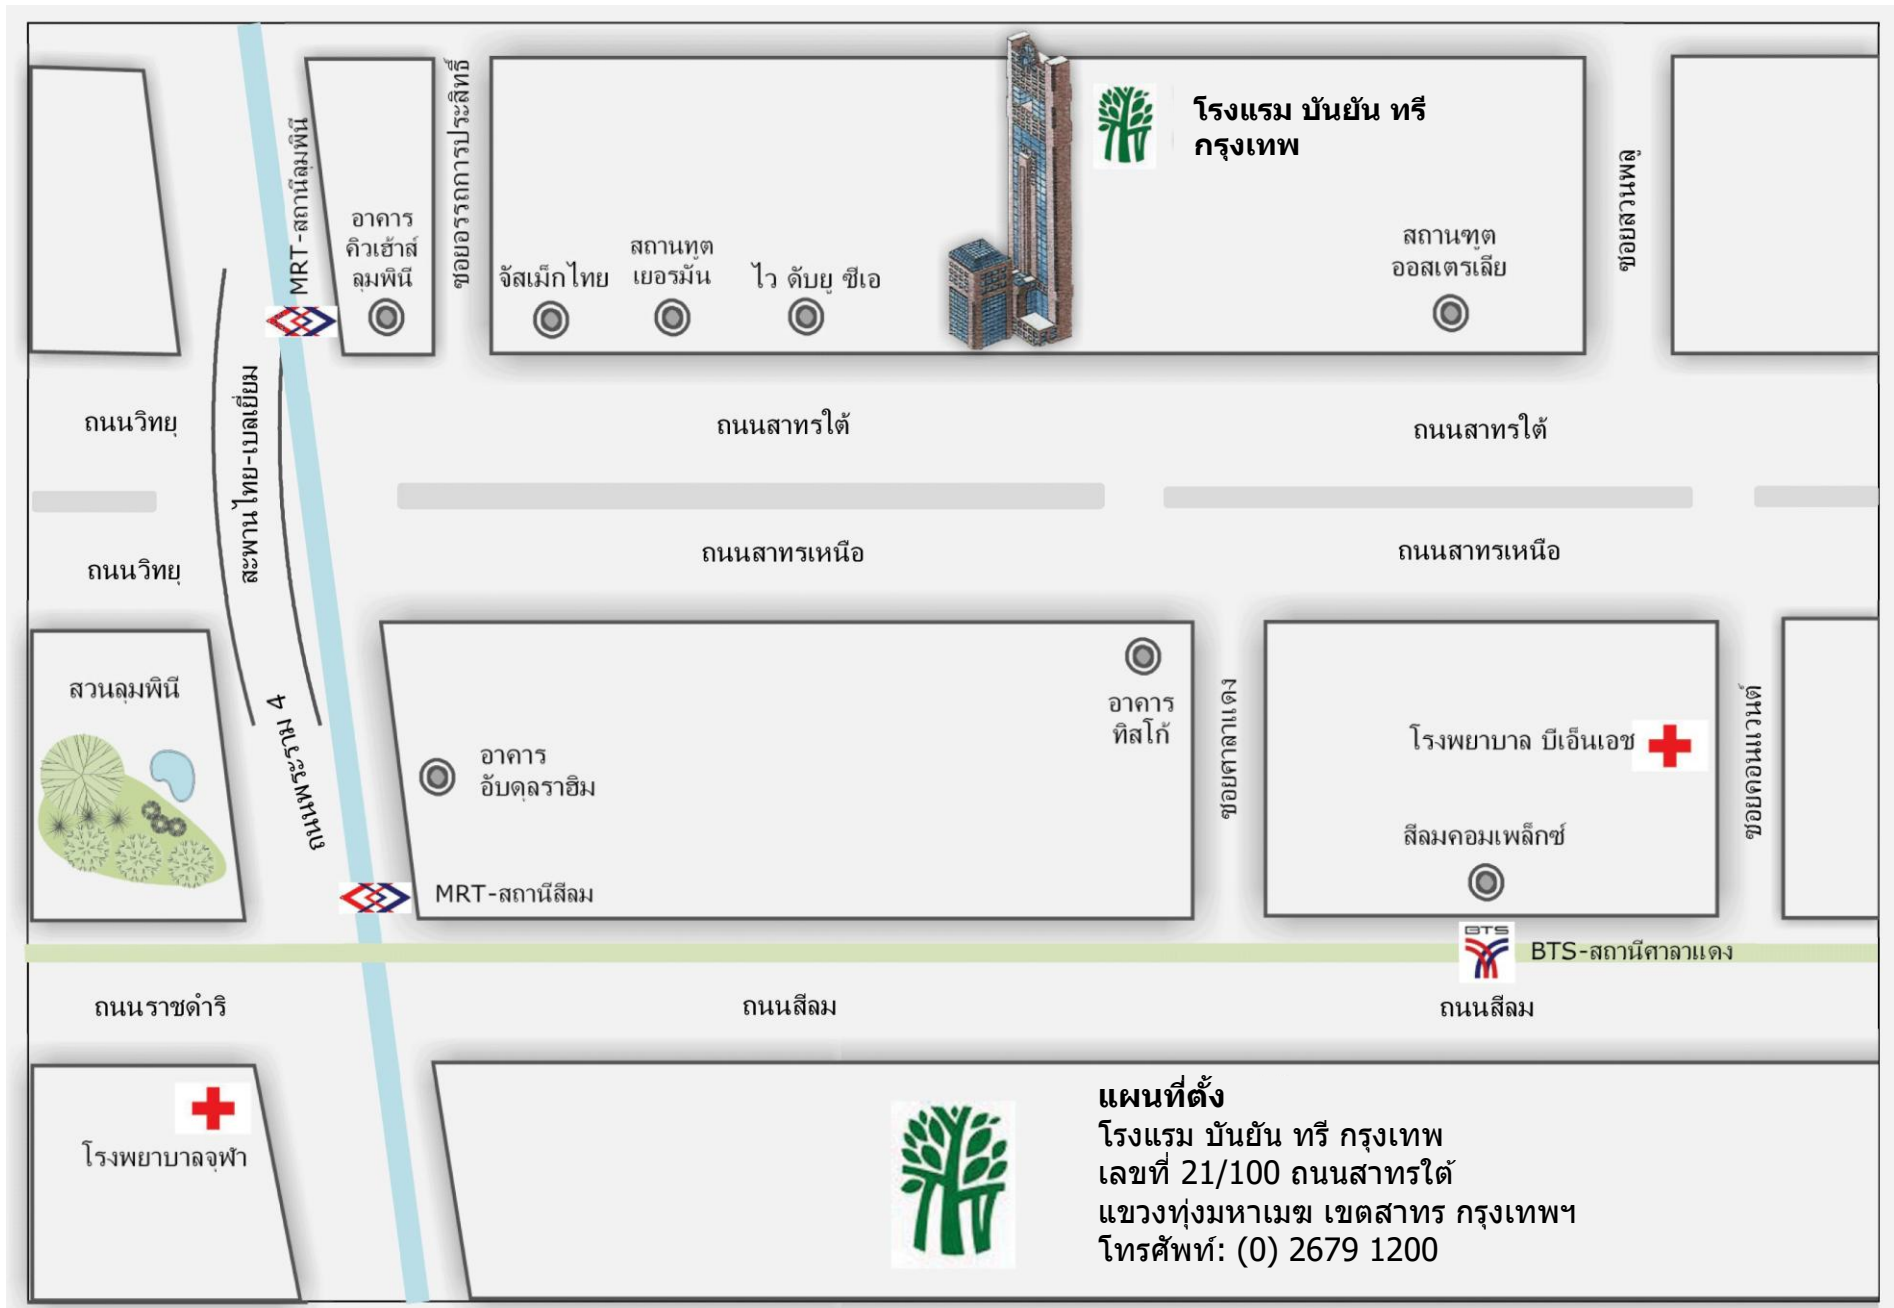 โรงแรม บันยัน ทรี
กรุงเทพ
MRT-สถานีลุมพินี
ซอยอรรถการประสิทธิ์
ซอยสวนพลู
อาคาร
คิวเฮ้าส์
ลุมพินี
จัสเม็กไทย
สถานทูต
เยอรมัน
ไว ดับยู ซีเอ
สถานฑูต
ออสเตรเลีย
ถนนวิทยุ
สะพานไทย-เบลเยี่ยม
ถนนสาทรใต้
ถนนสาทรใต้
ถนนวิทยุ
ถนนสาทรเหนือ
ถนนสาทรเหนือ
สวนลุมพินี
ถนนพระราม 4
อาคาร
อับดุลราฮิม
อาคาร
ทิสโก้
ซอยศาลาแดง
โรงพยาบาล บีเอ็นเอช
ซอยคอนแวนต์
สีลมคอมเพล็กซ์
MRT-สถานีสีลม
BTS
BTS-สถานีศาลาแดง
ถนนราชดำริ
ถนนสีลม
ถนนสีลม
โรงพยาบาลจุฬา
แผนที่ตั้ง
โรงแรม บันยัน ทรี กรุงเทพ
เลขที่ 21/100 ถนนสาทรใต้
แขวงทุ่งมหาเมฆ เขตสาทร กรุงเทพฯ
โทรศัพท์: (0) 2679 1200